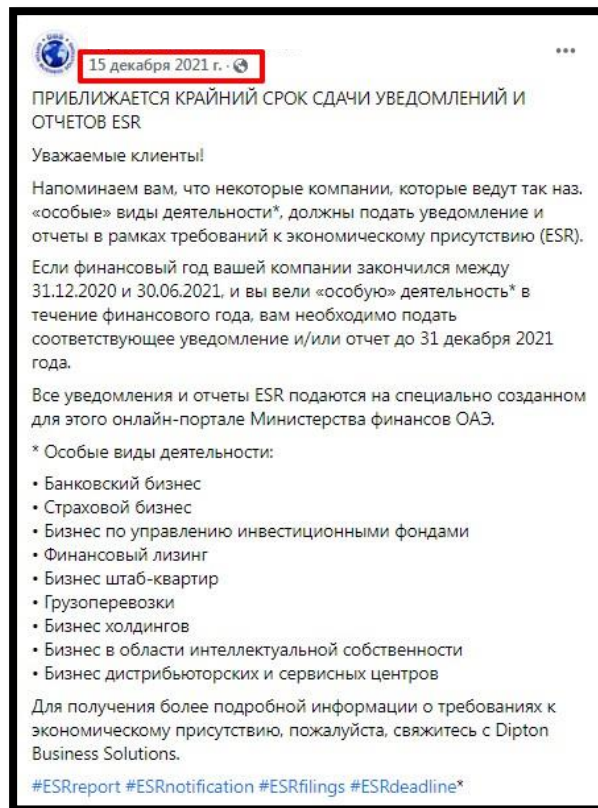 15 декабря 2021 г. ·
ПРИБЛИЖАЕТСЯ КРАЙНИЙ СРОК СДАЧИ УВЕДОМЛЕНИЙ И
ОТЧЕТОВ ESR
Уважаемые клиенты!
Напоминаем вам, что некоторые компании, которые ведут так наз.
«особые» виды деятельности*, должны подать уведомление и
отчеты в рамках требований к экономическому присутствию (ESR).
Если финансовый год вашей компании закончился между
31.12.2020 и 30.06.2021, и вы вели «особую» деятельность* в
течение финансового года, вам необходимо подать
соответствующее уведомление и/или отчет до 31 декабря 2021
года.
Все уведомления и отчеты ESR подаются на специально созданном
для этого онлайн-портале Министерства финансов ОАЭ.
* Особые виды деятельности:
• Банковский бизнес
• Страховой бизнес
• Бизнес по управлению инвестиционными фондами
• Финансовый лизинг
• Бизнес штаб-квартир
• Грузоперевозки
• Бизнес холдингов
• Бизнес в области интеллектуальной собственности
• Бизнес дистрибьюторских и сервисных центров
Для получения более подробной информации о требованиях к
экономическому присутствию, пожалуйста, свяжитесь с Dipton
Business Solutions.
#ESRreport #ESRnotification #ESRfilings #ESRdeadline*